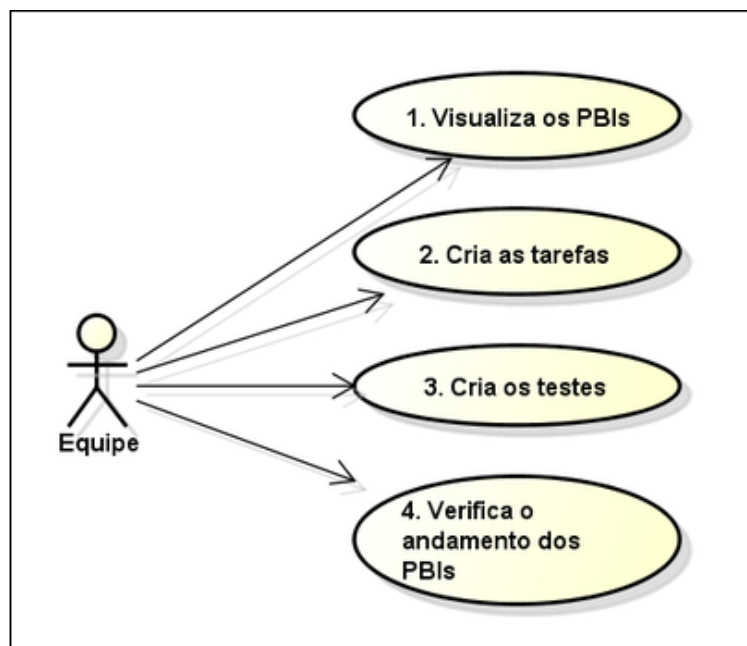 1. Visualiza os PBIs
2. Cria as tarefas
3. Cria os testes
Equipe
4. Verifica o
andamento dos
PBIs